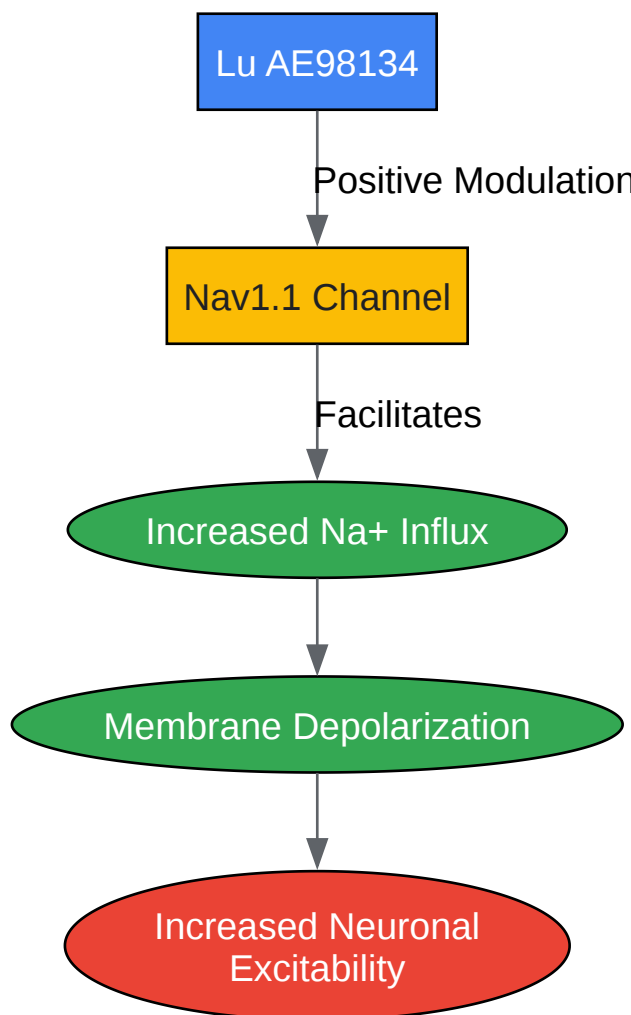 Lu AE98134
Positive Modulation
Nav1.1 Channel
Facilitates
Increased Na+ Influx
Membrane Depolarization
Increased Neuronal
Excitability